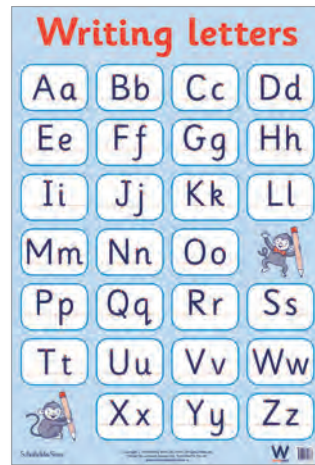 Writing letters
Aa Bb Cc Dd
Ee Ff Gg Hh
Ii Jj Kk Ll
Mm Nn Oo
Pp Qq Rr Ss
Tt Uu Vv Ww
Xx Yy Zz
W